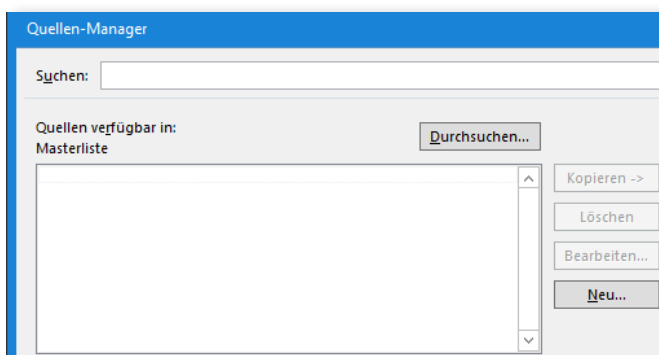 Quellen-Manager
Suchen:
Quellen verfügbar in:
Masterliste
Durchsuchen...
Kopieren ->
Löschen
Bearbeiten...
Neu...